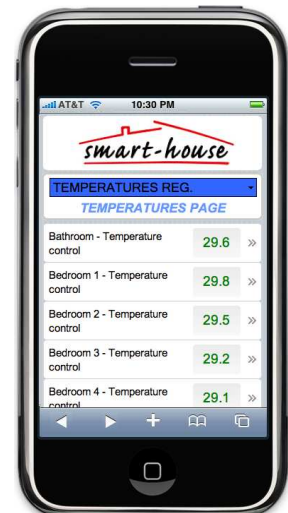 AT&T 10:30 PM
smart-house
TEMPERATURES REG.
TEMPERATURES PAGE
Bathroom - Temperature
control 29.6 »
Bedroom 1 - Temperature
control 29.8 »
Bedroom 2 - Temperature
control 29.5 »
Bedroom 3 - Temperature
control 29.2 »
Bedroom 4 - Temperature
control 29.1 »